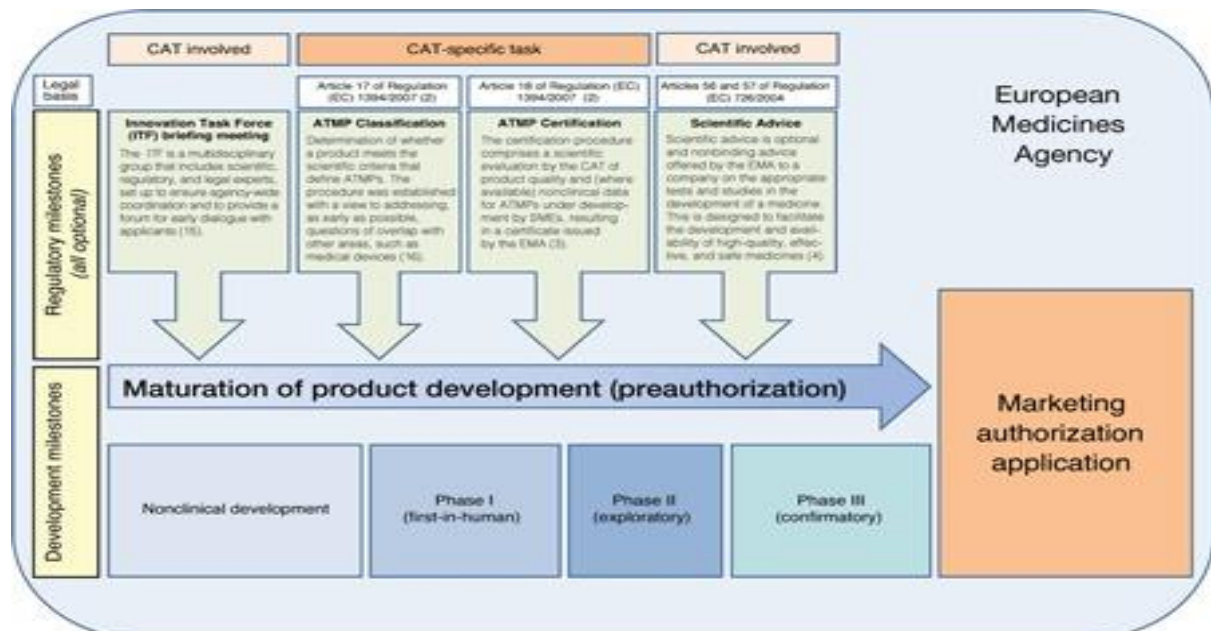 CAT involved
CAT-specific task
CAT involved
Legal
basis
Article 17 of Regulation
(EC) 1394/2007 (2)
Article 18 of Regulation (EC)
1394/2007 (2)
Articles 56 and 57 of Regulation
(EC) 726/2004
European
Medicines
Agency
Regulatory milestones
(all optional)
Innovation Task Force
(ITF) briefing meeting
The ITF is a multidisciplinary
group that includes scientific,
regulatory, and legal experts,
set up to ensure agency-wide
coordination and to provide a
forum for early dialogue with
applicants (15).
ATMP Classification
Determination of whether
a product meets the
scientific criteria that
define ATMPs. The
procedure was established
with a view to addressing,
as early as possible,
questions of overlap with
other areas, such as
medical devices (16).
ATMP Certification
The certification procedure
comprises a scientific
evaluation by the CAT of
product quality and (where
available) nonclinical data
for ATMPs under develop-
ment by SMEs, resulting
in a certificate issued
by the EMA (3).
Scientific Advice
Scientific advice is optional
and nonbinding advice
offered by the EMA to a
company on the appropriate
tests and studies in the
development of a medicine.
This is designed to facilitate
the development and avail-
ability of high-quality, effec-
tive, and safe medicines (4).
Maturation of product development (preauthorization)
Marketing
authorization
application
Development milestones
Nonclinical development
Phase I
(first-in-human)
Phase II
(exploratory)
Phase III
(confirmatory)